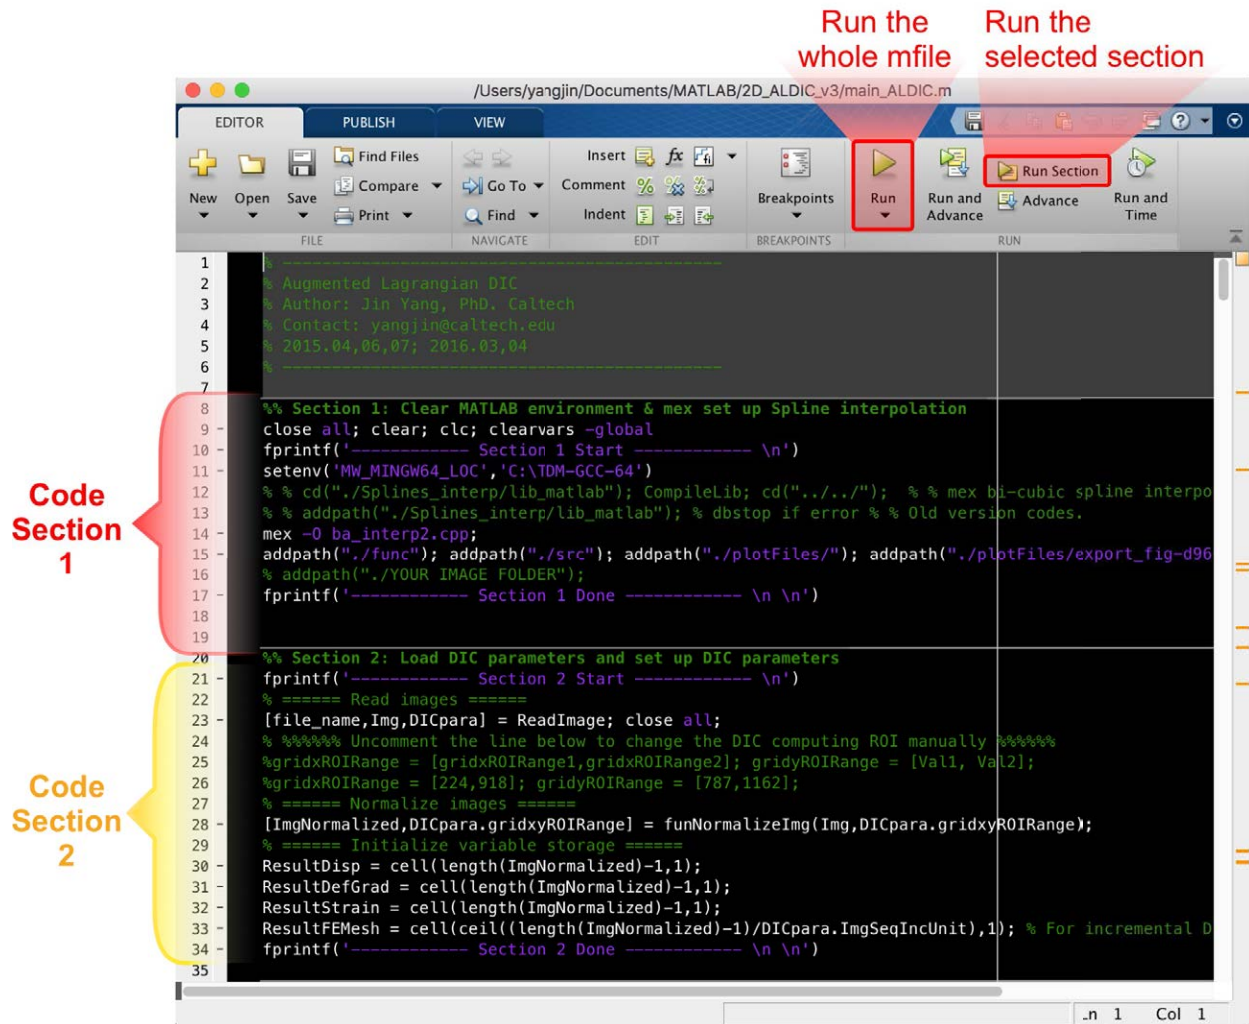 Run the
whole mfile
Run the
selected section
/Users/yangjin/Documents/MATLAB/2D_ALDIC_v3/main_ALDIC.m
EDITOR PUBLISH VIEW
New
Open
Save
Find Files
Compare
Print
FILE
Go To
Find
NAVIGATE
Insert fx
Comment
Indent
EDIT
Breakpoints
BREAKPOINTS
Run
Run and
Advance
Run Section
Advance
Run and
Time
RUN
1 % --------------------------------------------
2 % Augmented Lagrangian DIC
3 % Author: Jin Yang, PhD. Caltech
4 % Contact: yangjin@caltech.edu
5 % 2015.04,06,07; 2016.03,04
6 % --------------------------------------------
7
Code
Section
1
8 %% Section 1: Clear MATLAB environment & mex set up Spline interpolation
9 - close all; clear; clc; clearvars -global
10 - fprintf('------------ Section 1 Start ------------ \n')
11 - setenv('MW_MINGW64_LOC','C:\TDM-GCC-64')
12 % % cd("./Splines_interp/lib_matlab"); CompileLib; cd("../../"); % % mex bi-cubic spline interpo
13 % % addpath("./Splines_interp/lib_matlab"); % dbstop if error % % Old version codes.
14 - mex -O ba_interp2.cpp;
15 - addpath("./func"); addpath("./src"); addpath("./plotFiles/"); addpath("./plotFiles/export_fig-d96
16 % addpath("./YOUR IMAGE FOLDER");
17 - fprintf('------------ Section 1 Done ------------ \n \n')
18
19
Code
Section
2
20 %% Section 2: Load DIC parameters and set up DIC parameters
21 - fprintf('------------ Section 2 Start ------------ \n')
22 % ====== Read images ======
23 - [file_name,Img,DICpara] = ReadImage; close all;
24 % %%%%%% Uncomment the line below to change the DIC computing ROI manually %%%%%%
25 %gridxROIRange = [gridxROIRange1,gridxROIRange2]; gridyROIRange = [Val1, Val2];
26 %gridxROIRange = [224,918]; gridyROIRange = [787,1162];
27 % ====== Normalize images ======
28 - [ImgNormalized,DICpara.gridxyROIRange] = funNormalizeImg(Img,DICpara.gridxyROIRange);
29 % ====== Initialize variable storage ======
30 - ResultDisp = cell(length(ImgNormalized)-1,1);
31 - ResultDefGrad = cell(length(ImgNormalized)-1,1);
32 - ResultStrain = cell(length(ImgNormalized)-1,1);
33 - ResultFEMesh = cell(ceil((length(ImgNormalized)-1)/DICpara.ImgSeqIncUnit),1); % For incremental D
34 - fprintf('------------ Section 2 Done ------------ \n \n')
35
n 1 Col 1